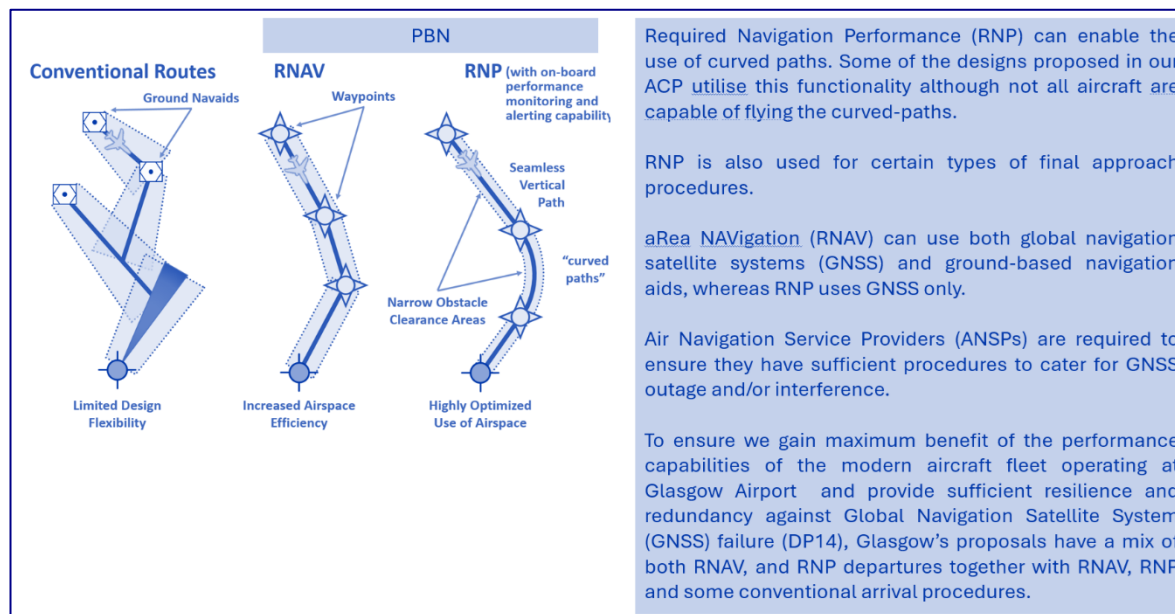 PBN
Conventional Routes
Ground Navaids
Limited Design
Flexibility
RNAV
Waypoints
Increased Airspace
Efficiency
RNP (with on-board
performance
monitoring and
alerting capability
Seamless
Vertical
Path
"curved
paths"
Narrow Obstacle
Clearance Areas
Highly Optimized
Use of Airspace
Required Navigation Performance (RNP) can enable the
use of curved paths. Some of the designs proposed in our
ACP utilise this functionality although not all aircraft are
capable of flying the curved-paths.
RNP is also used for certain types of final approach
procedures.
aRea NAVigation (RNAV) can use both global navigation
satellite systems (GNSS) and ground-based navigation
aids, whereas RNP uses GNSS only.
Air Navigation Service Providers (ANSPs) are required to
ensure they have sufficient procedures to cater for GNSS
outage and/or interference.
To ensure we gain maximum benefit of the performance
capabilities of the modern aircraft fleet operating at
Glasgow Airport and provide sufficient resilience and
redundancy against Global Navigation Satellite System
(GNSS) failure (DP14), Glasgow's proposals have a mix of
both RNAV, and RNP departures together with RNAV, RNP
and some conventional arrival procedures.